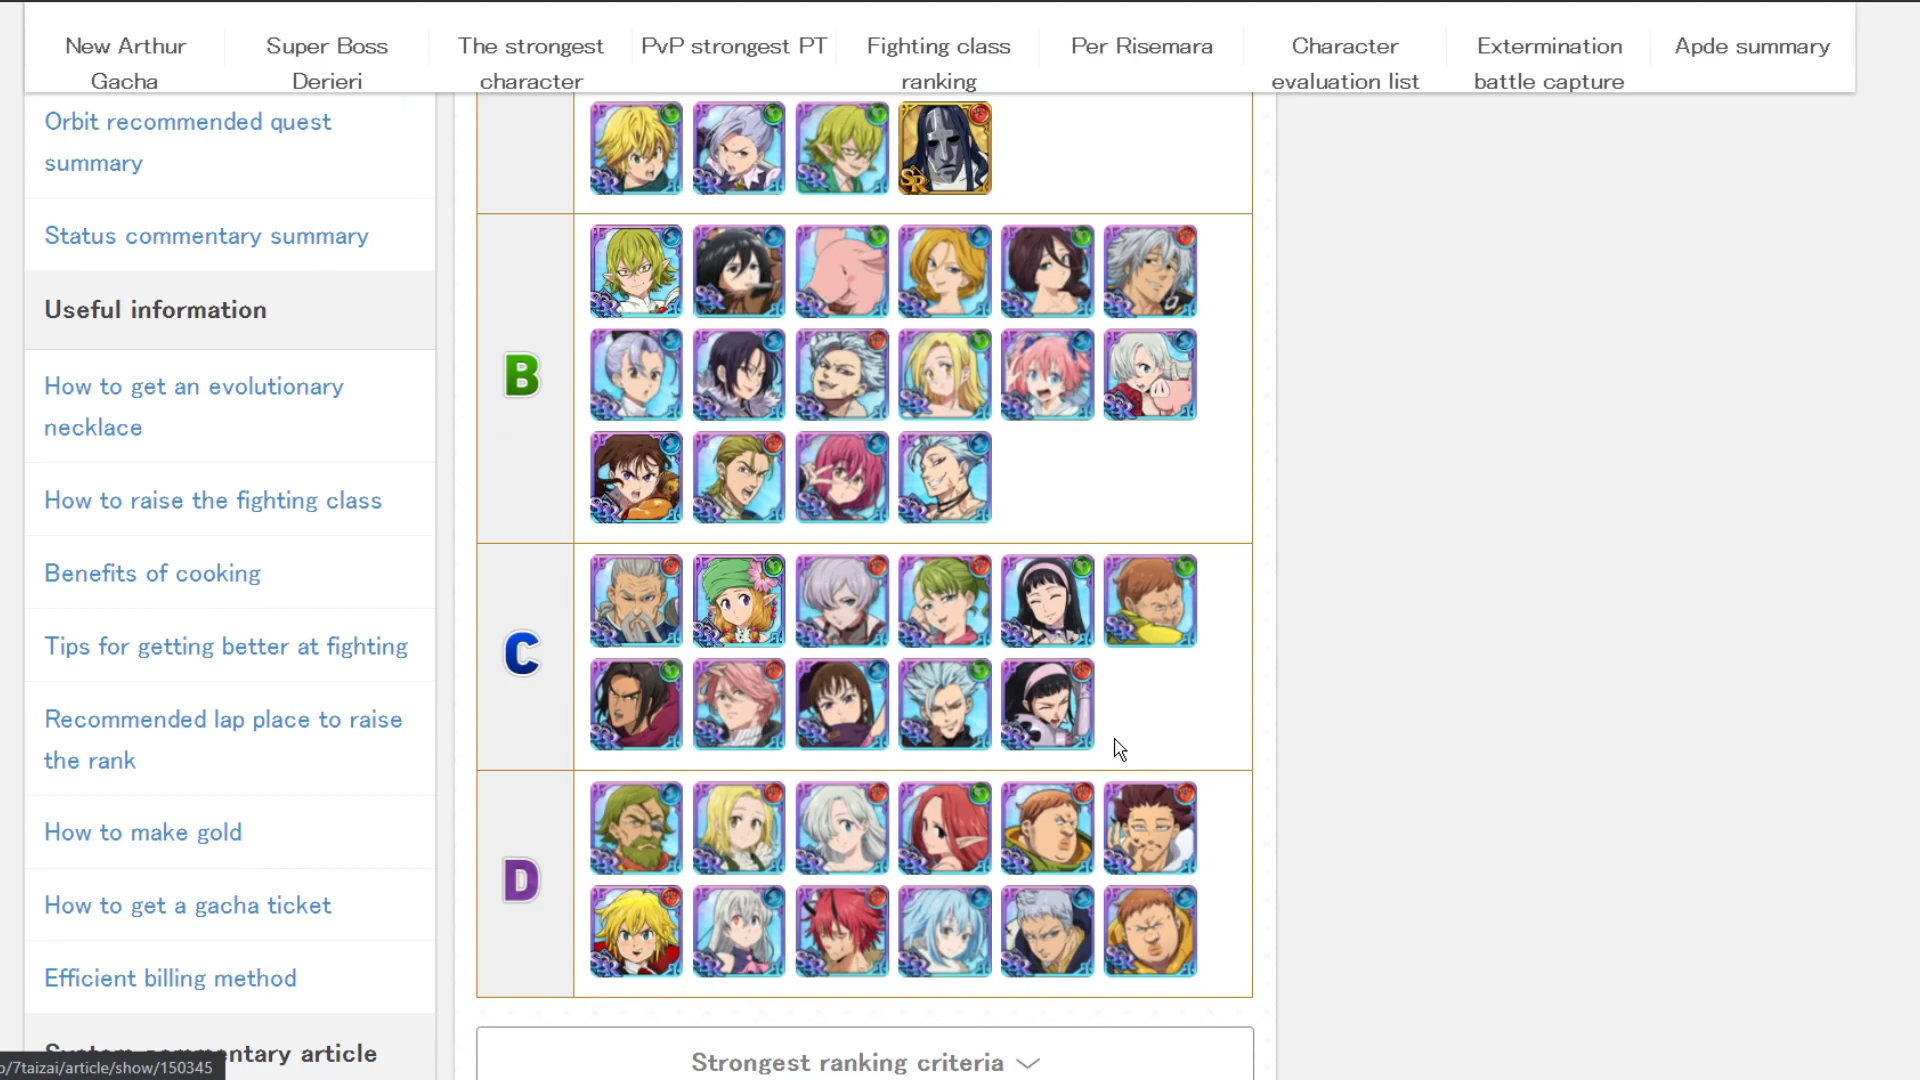 New Arthur
Gacha
Super Boss
Derieri
The strongest
character
PvP strongest PT
Fighting class
ranking
Per Risemara
Character
evaluation list
Extermination
battle capture
Apde summary
Orbit recommended quest
summary
Status commentary summary
Useful information
How to get an evolutionary
necklace
How to raise the fighting class
Benefits of cooking
Tips for getting better at fighting
Recommended lap place to raise
the rank
How to make gold
How to get a gacha ticket
Efficient billing method
System commentary article
/7taizai/article/show/150345
SR
B
C
D
Strongest ranking criteria